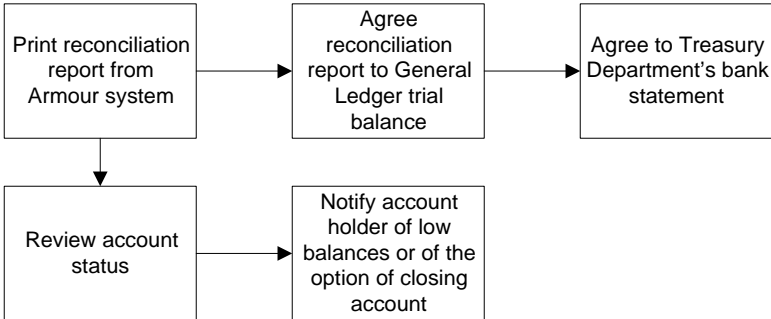 Print reconciliation
report from
Armour system
Agree
reconciliation
report to General
Ledger trial
balance
Agree to Treasury
Department's bank
statement
Review account
status
Notify account
holder of low
balances or of the
option of closing
account